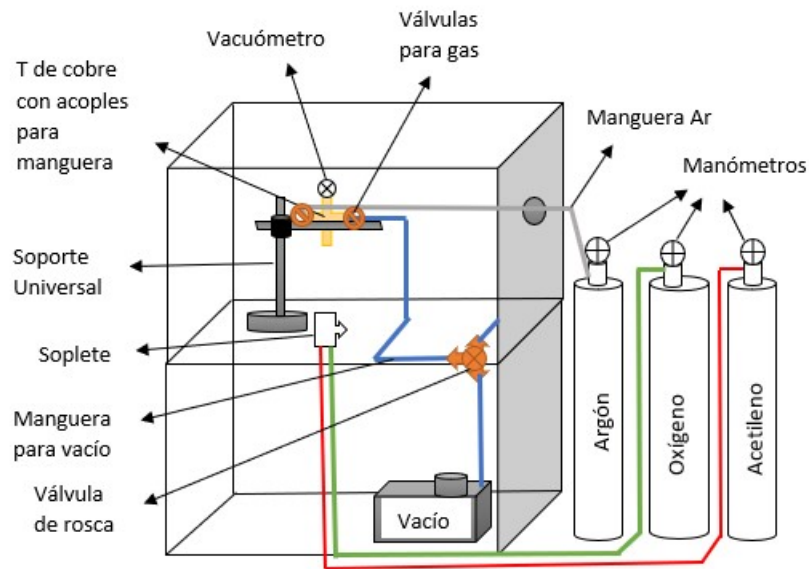 Vacuómetro
Válvulas
para gas
T de cobre
con acoples
para
manguera
Manguera Ar
Manómetros
Soporte
Universal
Soplete
Manguera
para vacío
Válvula
de rosca
Vacío
Argón
Oxígeno
Acetileno